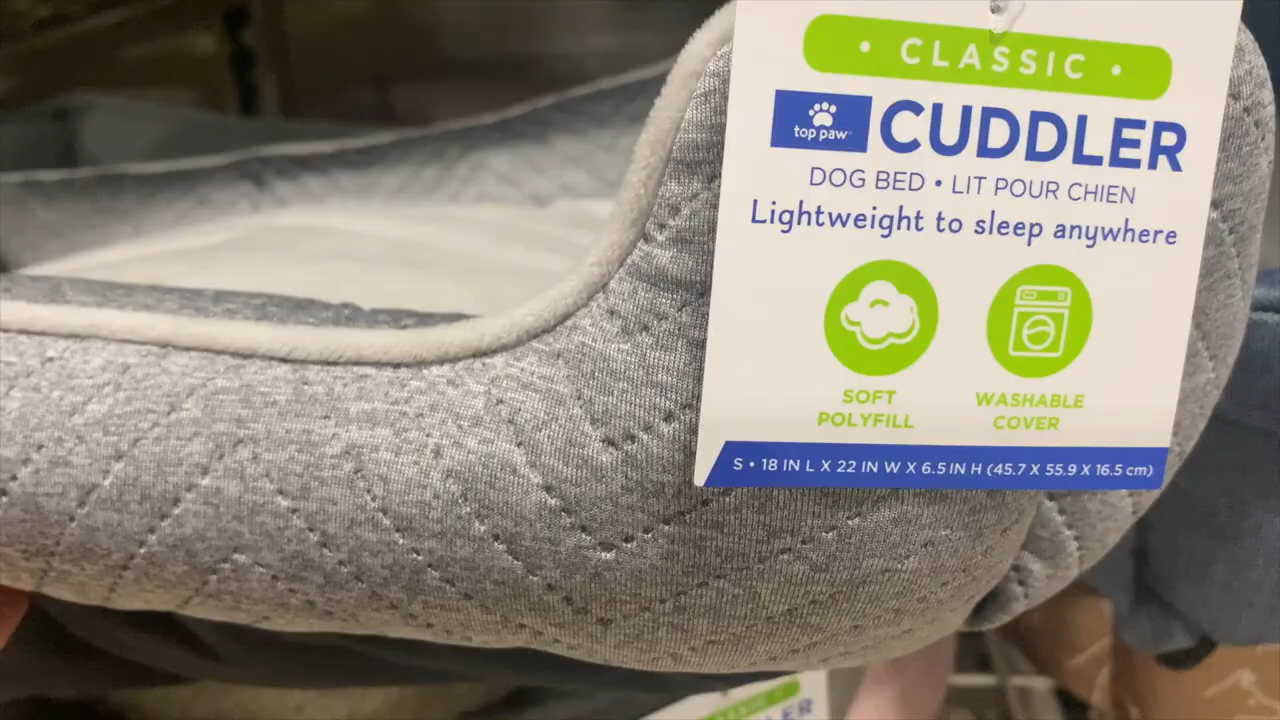 • CLASSIC •
top paw
CUDDLER
DOG BED • LIT POUR CHIEN
Lightweight to sleep anywhere
SOFT
POLYFILL
WASHABLE
COVER
S • 18 IN L X 22 IN W X 6.5 IN H (45.7 X 55.9 X 16.5 cm)